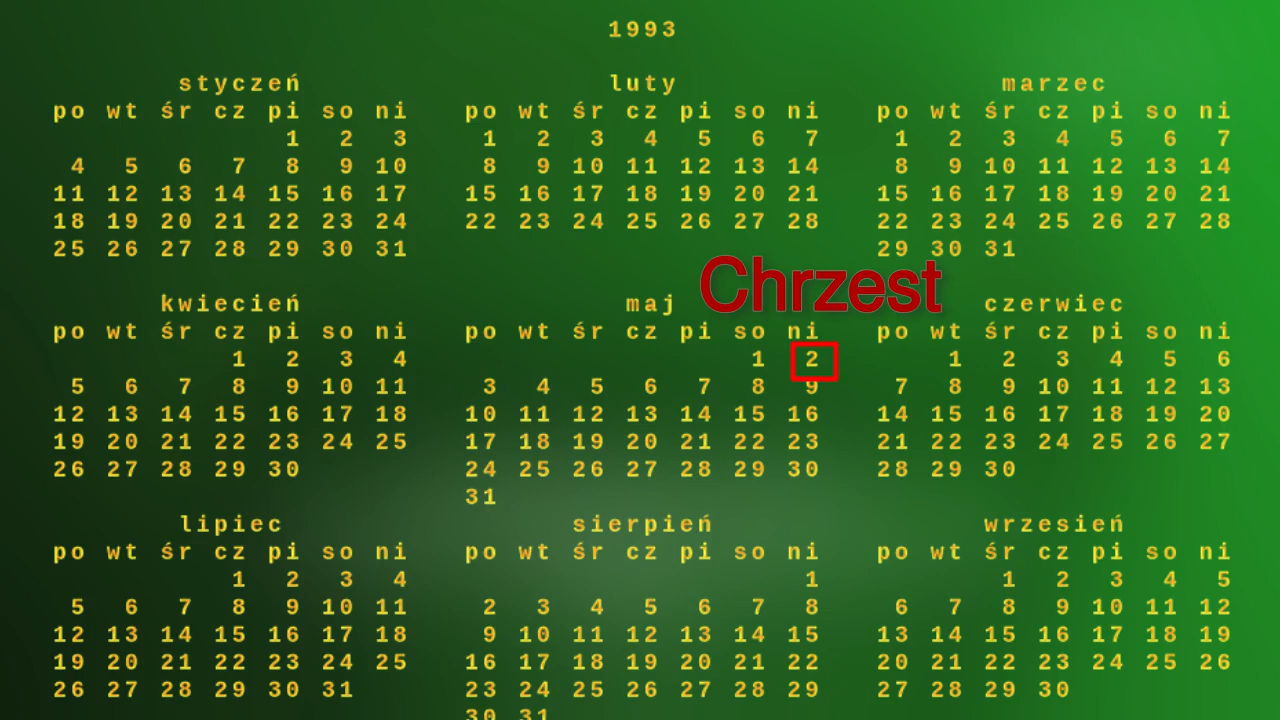 1993
styczeń luty marzec
po wt śr cz pi so ni po wt śr cz pi so ni po wt śr cz pi so ni
1 2 3 1 2 3 4 5 6 7 1 2 3 4 5 6 7
4 5 6 7 8 9 10 8 9 10 11 12 13 14 8 9 10 11 12 13 14
11 12 13 14 15 16 17 15 16 17 18 19 20 21 15 16 17 18 19 20 21
18 19 20 21 22 23 24 22 23 24 25 26 27 28 22 23 24 25 26 27 28
25 26 27 28 29 30 31 29 30 31
Chrzest
kwiecień maj czerwiec
po wt śr cz pi so ni po wt śr cz pi so ni po wt śr cz pi so ni
1 2 3 4 1 2 1 2 3 4 5 6
5 6 7 8 9 10 11 3 4 5 6 7 8 9 7 8 9 10 11 12 13
12 13 14 15 16 17 18 10 11 12 13 14 15 16 14 15 16 17 18 19 20
19 20 21 22 23 24 25 17 18 19 20 21 22 23 21 22 23 24 25 26 27
26 27 28 29 30 24 25 26 27 28 29 30 28 29 30
31
lipiec sierpień wrzesień
po wt śr cz pi so ni po wt śr cz pi so ni po wt śr cz pi so ni
1 2 3 4 1 1 2 3 4 5
5 6 7 8 9 10 11 2 3 4 5 6 7 8 6 7 8 9 10 11 12
12 13 14 15 16 17 18 9 10 11 12 13 14 15 13 14 15 16 17 18 19
19 20 21 22 23 24 25 16 17 18 19 20 21 22 20 21 22 23 24 25 26
26 27 28 29 30 31 23 24 25 26 27 28 29 27 28 29 30
30 31